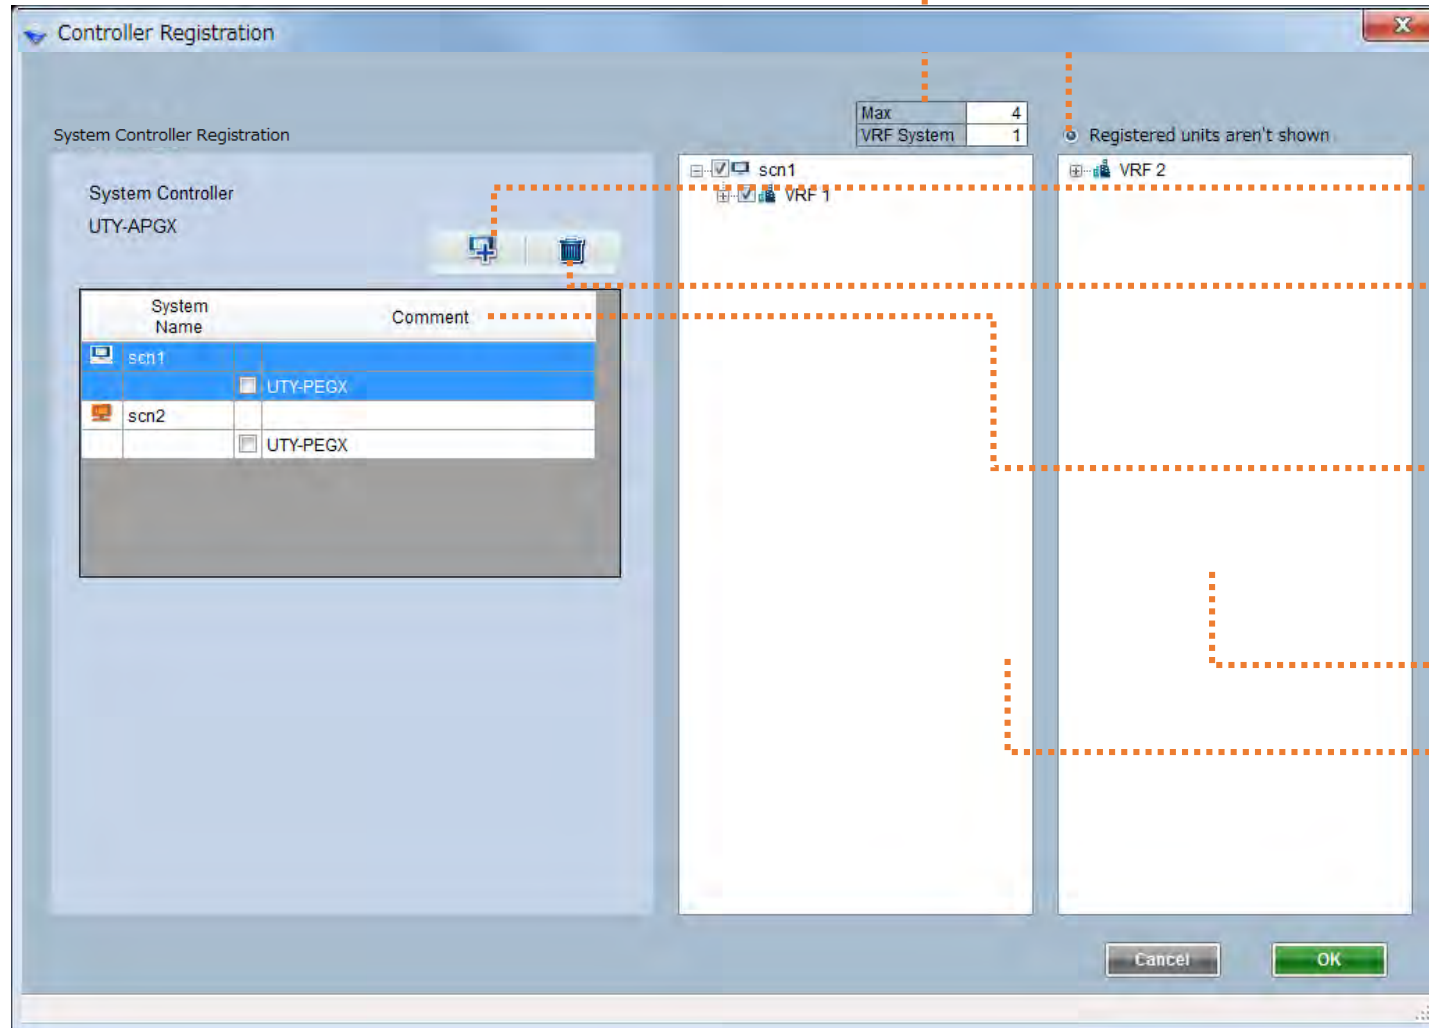 Controller Registration
X
Max 4
System Controller Registration
VRF System 1
Registered units aren't shown
scn1
VRF 1
VRF 2
System Controller
UTY-APGX
System
Name
Comment
scn1
UTY-PEGX
scn2
UTY-PEGX
Cancel
OK